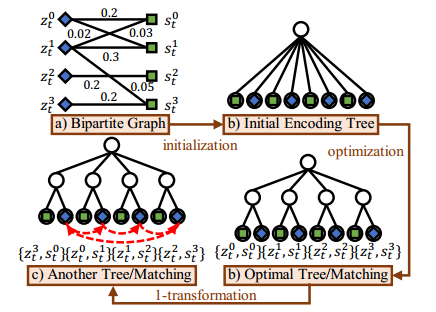 z_t^0 0.2 s_t^0
0.02 0.03
z_t^1 s_t^1
0.3
z_t^2 s_t^2
0.2 0.05
z_t^3 0.2 s_t^3
a) Bipartite Graph
b) Initial Encoding Tree
initialization
optimization
{z_t^3, s_t^0}{z_t^0, s_t^1}{z_t^1, s_t^2}{z_t^2, s_t^3}
{z_t^0, s_t^0}{z_t^1, s_t^1}{z_t^2, s_t^2}{z_t^3, s_t^3}
c) Another Tree/Matching
b) Optimal Tree/Matching
1-transformation